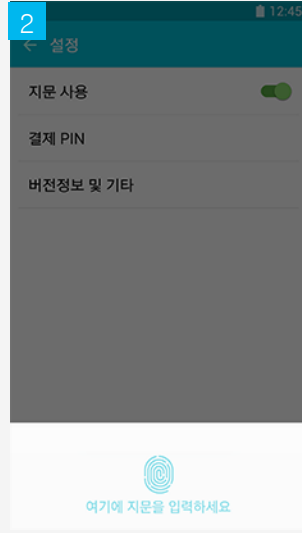 2
12:45
설정
지문 사용
결제 PIN
버전정보 및 기타
여기에 지문을 입력하세요